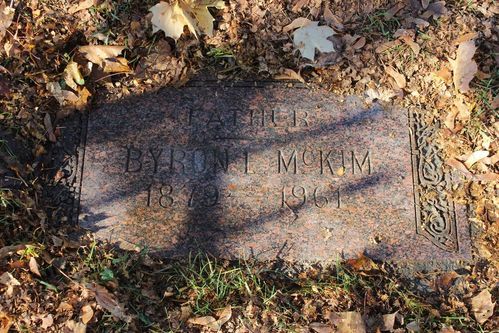 FATHER
BYRON L. McKIM
1879 - 1961